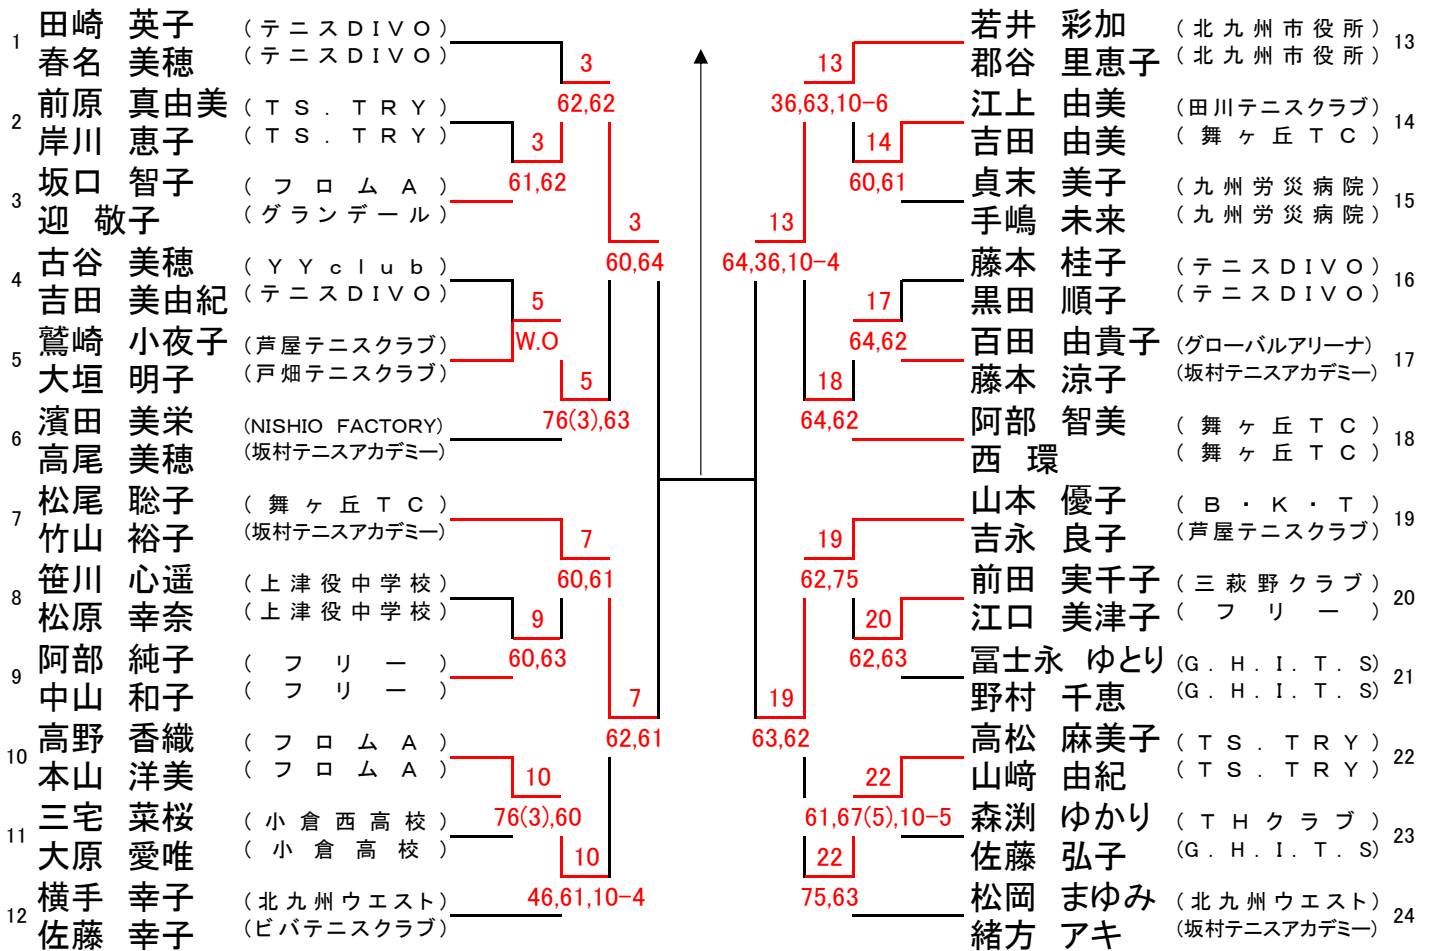 1 田崎 英子 (テニスDIVO)
春名 美穂 (テニスDIVO)
2 前原 真由美 (TS.TRY)
岸川 恵子 (TS.TRY)
3 坂口 智子 (フロムA)
迎 敬子 (グランデール)
4 古谷 美穂 (YYclub)
吉田 美由紀 (テニスDIVO)
5 鷲崎 小夜子 (芦屋テニスクラブ)
大垣 明子 (戸畑テニスクラブ)
6 濱田 美栄 (NISHIO FACTORY)
高尾 美穂 (坂村テニスアカデミー)
7 松尾 聡子 (舞ヶ丘TC)
竹山 裕子 (坂村テニスアカデミー)
8 笹川 心遥 (上津役中学校)
松原 幸奈 (上津役中学校)
9 阿部 純子 (フリー)
中山 和子 (フリー)
10 高野 香織 (フロムA)
本山 洋美 (フロムA)
11 三宅 菜桜 (小倉西高校)
大原 愛唯 (小倉高校)
12 横手 幸子 (北九州ウエスト)
佐藤 幸子 (ビバテニスクラブ)
3
62,62
3
61,62
3
60,64
5
W.O
5
76(3),63
7
60,61
9
60,63
7
62,61
10
76(3),60
10
46,61,10-4
13
36,63,10-6
14
60,61
13
64,36,10-4
17
64,62
18
64,62
19
62,75
20
62,63
19
63,62
22
61,67(5),10-5
22
75,63
若井 彩加 (北九州市役所) 13
郡谷 里恵子 (北九州市役所)
江上 由美 (田川テニスクラブ) 14
吉田 由美 (舞ヶ丘TC)
貞末 美子 (九州労災病院) 15
手嶋 未来 (九州労災病院)
藤本 桂子 (テニスDIVO) 16
黒田 順子 (テニスDIVO)
百田 由貴子 (グローバルアリーナ) 17
藤本 涼子 (坂村テニスアカデミー)
阿部 智美 (舞ヶ丘TC) 18
西 環 (舞ヶ丘TC)
山本 優子 (B・K・T) 19
吉永 良子 (芦屋テニスクラブ)
前田 実千子 (三萩野クラブ) 20
江口 美津子 (フリー)
冨士永 ゆとり (G.H.I.T.S) 21
野村 千恵 (G.H.I.T.S)
高松 麻美子 (TS.TRY) 22
山﨑 由紀 (TS.TRY)
森渕 ゆかり (THクラブ) 23
佐藤 弘子 (G.H.I.T.S)
松岡 まゆみ (北九州ウエスト) 24
緒方 アキ (坂村テニスアカデミー)